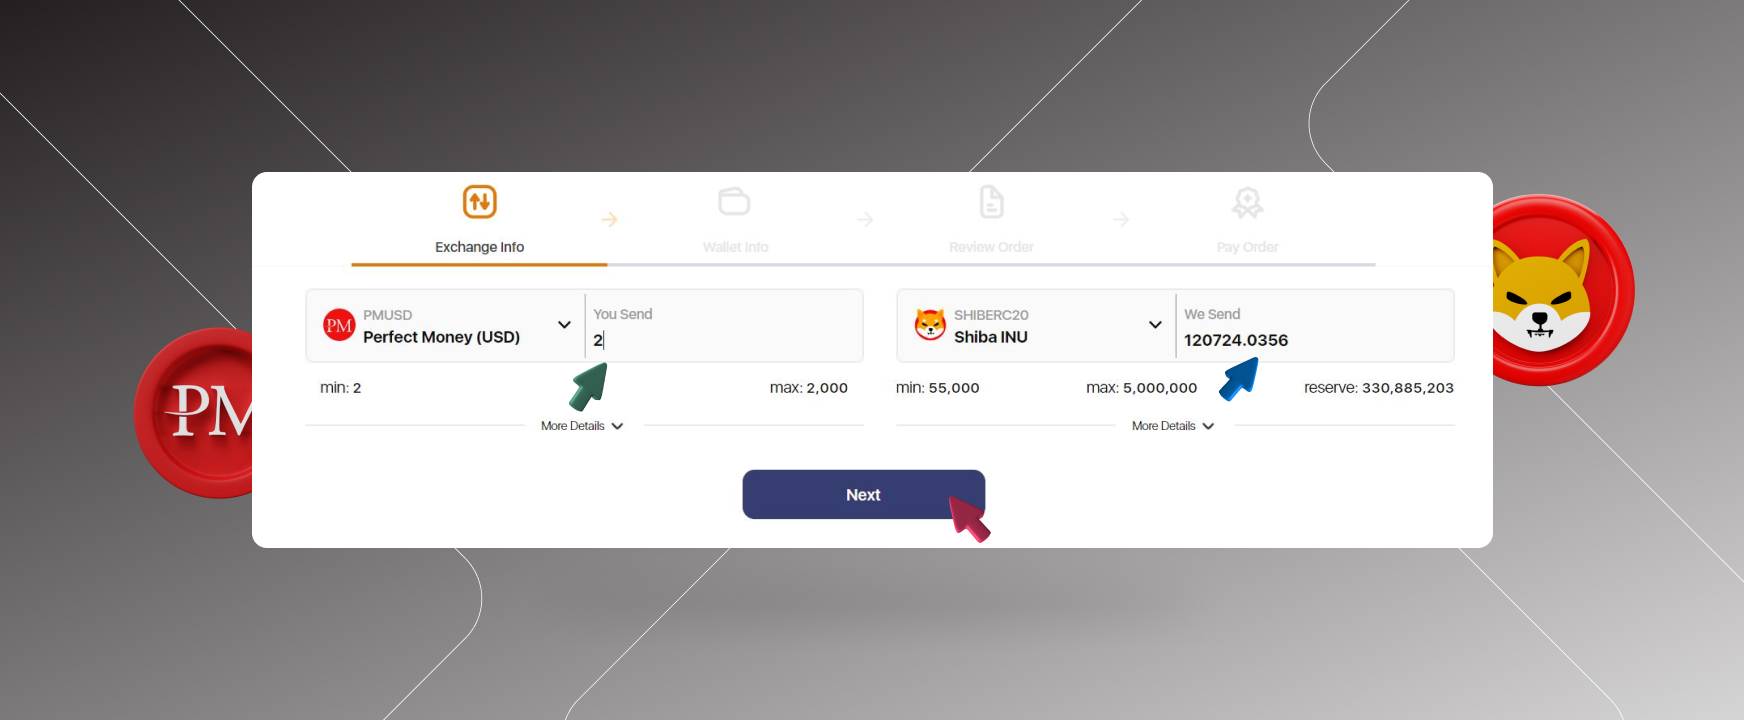 Exchange Info
Wallet Info
Review Order
Pay Order
PM
PMUSD
Perfect Money (USD)
You Send
2
SHIBERC20
Shiba INU
We Send
120724.0356
min: 2
max: 2,000
min: 55,000
max: 5,000,000
reserve: 330,885,203
More Details
More Details
Next
PM